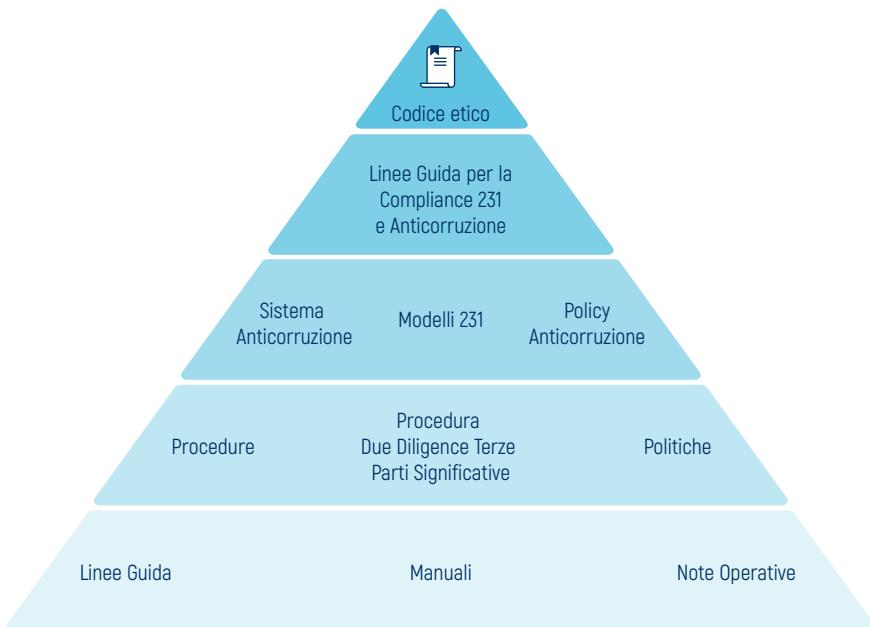 Codice etico
Linee Guida per la
Compliance 231
e Anticorruzione
Sistema
Anticorruzione
Modelli 231
Policy
Anticorruzione
Procedure
Procedura
Due Diligence Terze
Parti Significative
Politiche
Linee Guida
Manuali
Note Operative